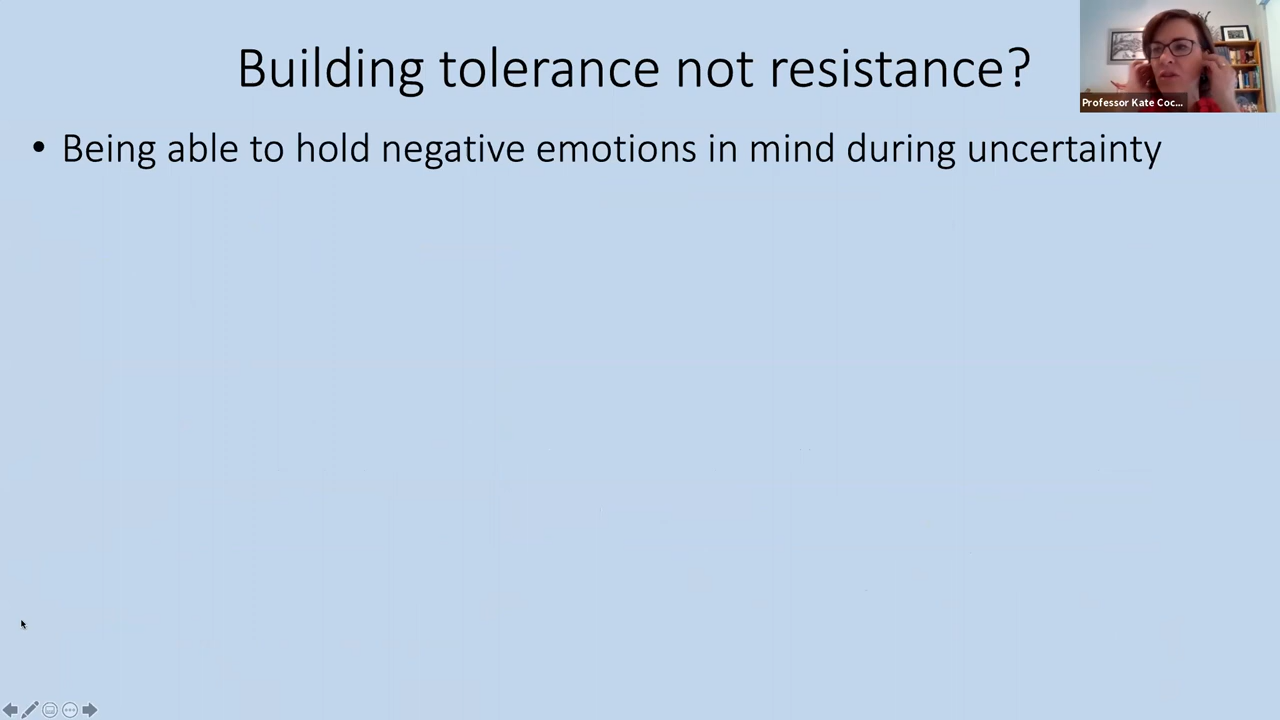 Building tolerance not resistance?
Professor Kate Coc...
• Being able to hold negative emotions in mind during uncertainty